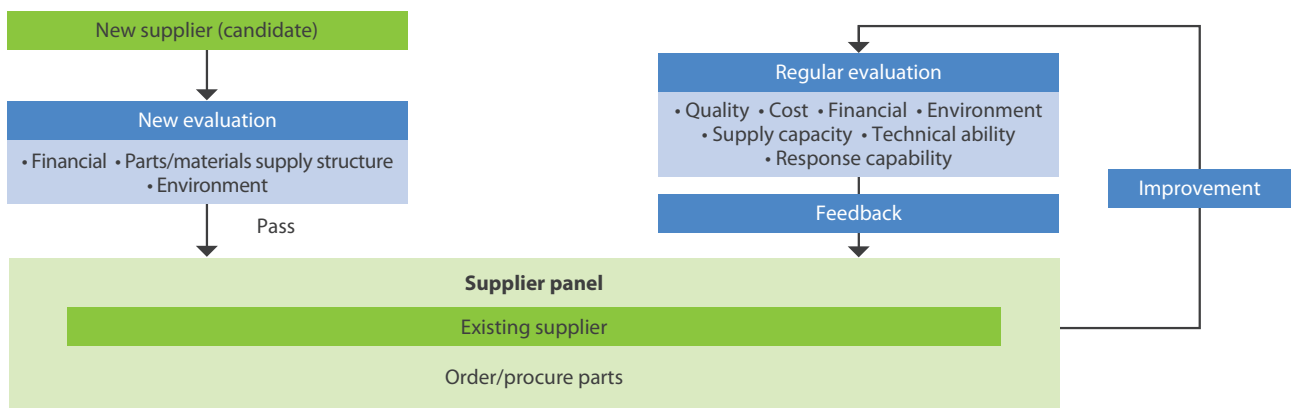 New supplier (candidate)
New evaluation
• Financial • Parts/materials supply structure
• Environment
Pass
Regular evaluation
• Quality • Cost • Financial • Environment
• Supply capacity • Technical ability
• Response capability
Feedback
Improvement
Supplier panel
Existing supplier
Order/procure parts